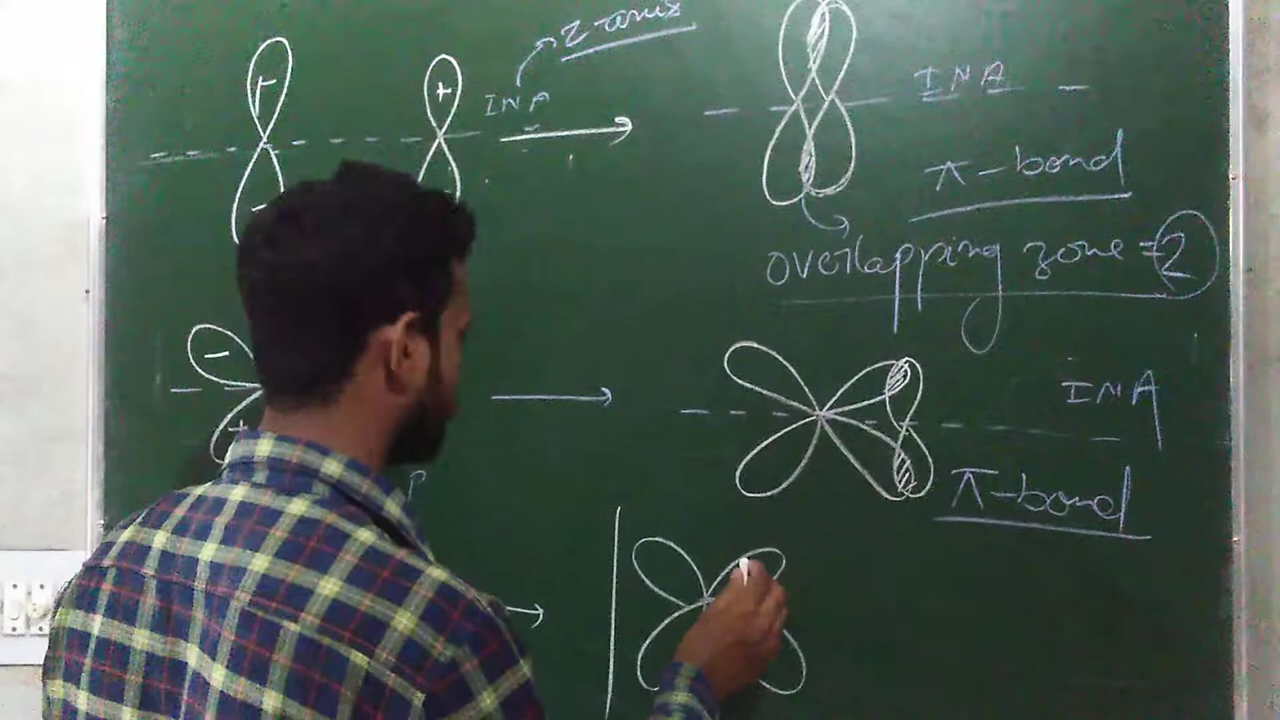 z-axis
+ + INA
INA
π-bond
-
overlapping zone = 2
-
INA
+
π-bond
P